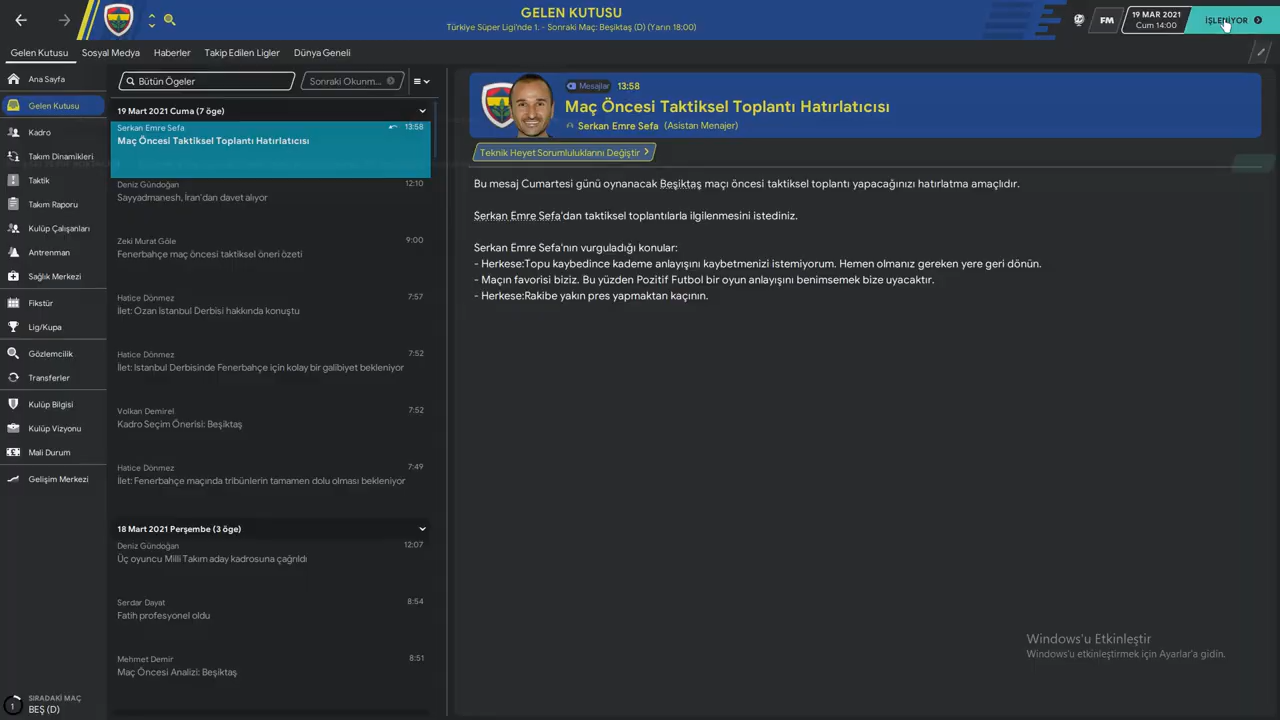 GELEN KUTUSU
Türkiye Süper Ligi'nde 1. - Sonraki Maç: Beşiktaş (D) (Yarın 18:00)
FM
19 MAR 2021
Cum 14:00
İŞLENİYOR
Gelen Kutusu
Sosyal Medya
Haberler
Takip Edilen Ligler
Dünya Geneli
Ana Sayfa
Gelen Kutusu
Kadro
Takım Dinamikleri
Taktik
Takım Raporu
Kulüp Çalışanları
Antrenman
Sağlık Merkezi
Fikstür
Lig/Kupa
Gözlemcilik
Transferler
Kulüp Bilgisi
Kulüp Vizyonu
Mali Durum
Gelişim Merkezi
1
SIRADAKİ MAÇ
BEŞ (D)
Bütün Ögeler
Sonraki Okunm...
19 Mart 2021 Cuma (7 öge)
Serkan Emre Sefa 13:58
Maç Öncesi Taktiksel Toplantı Hatırlatıcısı
Deniz Gündoğan 12:10
Sayyadmanesh, İran'dan davet alıyor
Zeki Murat Göle 9:00
Fenerbahçe maç öncesi taktiksel öneri özeti
Hatice Dönmez 7:57
İlet: Ozan İstanbul Derbisi hakkında konuştu
Hatice Dönmez 7:52
İlet: İstanbul Derbisinde Fenerbahçe için kolay bir galibiyet bekleniyor
Volkan Demirel 7:52
Kadro Seçim Önerisi: Beşiktaş
Hatice Dönmez 7:49
İlet: Fenerbahçe maçında tribünlerin tamamen dolu olması bekleniyor
18 Mart 2021 Perşembe (3 öge)
Deniz Gündoğan 12:07
Üç oyuncu Milli Takım aday kadrosuna çağrıldı
Serdar Dayat 8:54
Fatih profesyonel oldu
Mehmet Demir 8:51
Maç Öncesi Analizi: Beşiktaş
Mesajlar 13:58
Maç Öncesi Taktiksel Toplantı Hatırlatıcısı
Serkan Emre Sefa (Asistan Menajer)
Teknik Heyet Sorumluluklarını Değiştir
Bu mesaj Cumartesi günü oynanacak Beşiktaş maçı öncesi taktiksel toplantı yapacağınızı hatırlatma amaçlıdır.
Serkan Emre Sefa'dan taktiksel toplantılarla ilgilenmesini istediniz.
Serkan Emre Sefa'nın vurguladığı konular:
- Herkese:Topu kaybedince kademe anlayışını kaybetmenizi istemiyorum. Hemen olmanız gereken yere geri dönün.
- Maçın favorisi biziz. Bu yüzden Pozitif Futbol bir oyun anlayışını benimsemek bize uyacaktır.
- Herkese:Rakibe yakın pres yapmaktan kaçının.
Windows'u Etkinleştir
Windows'u etkinleştirmek için Ayarlar'a gidin.